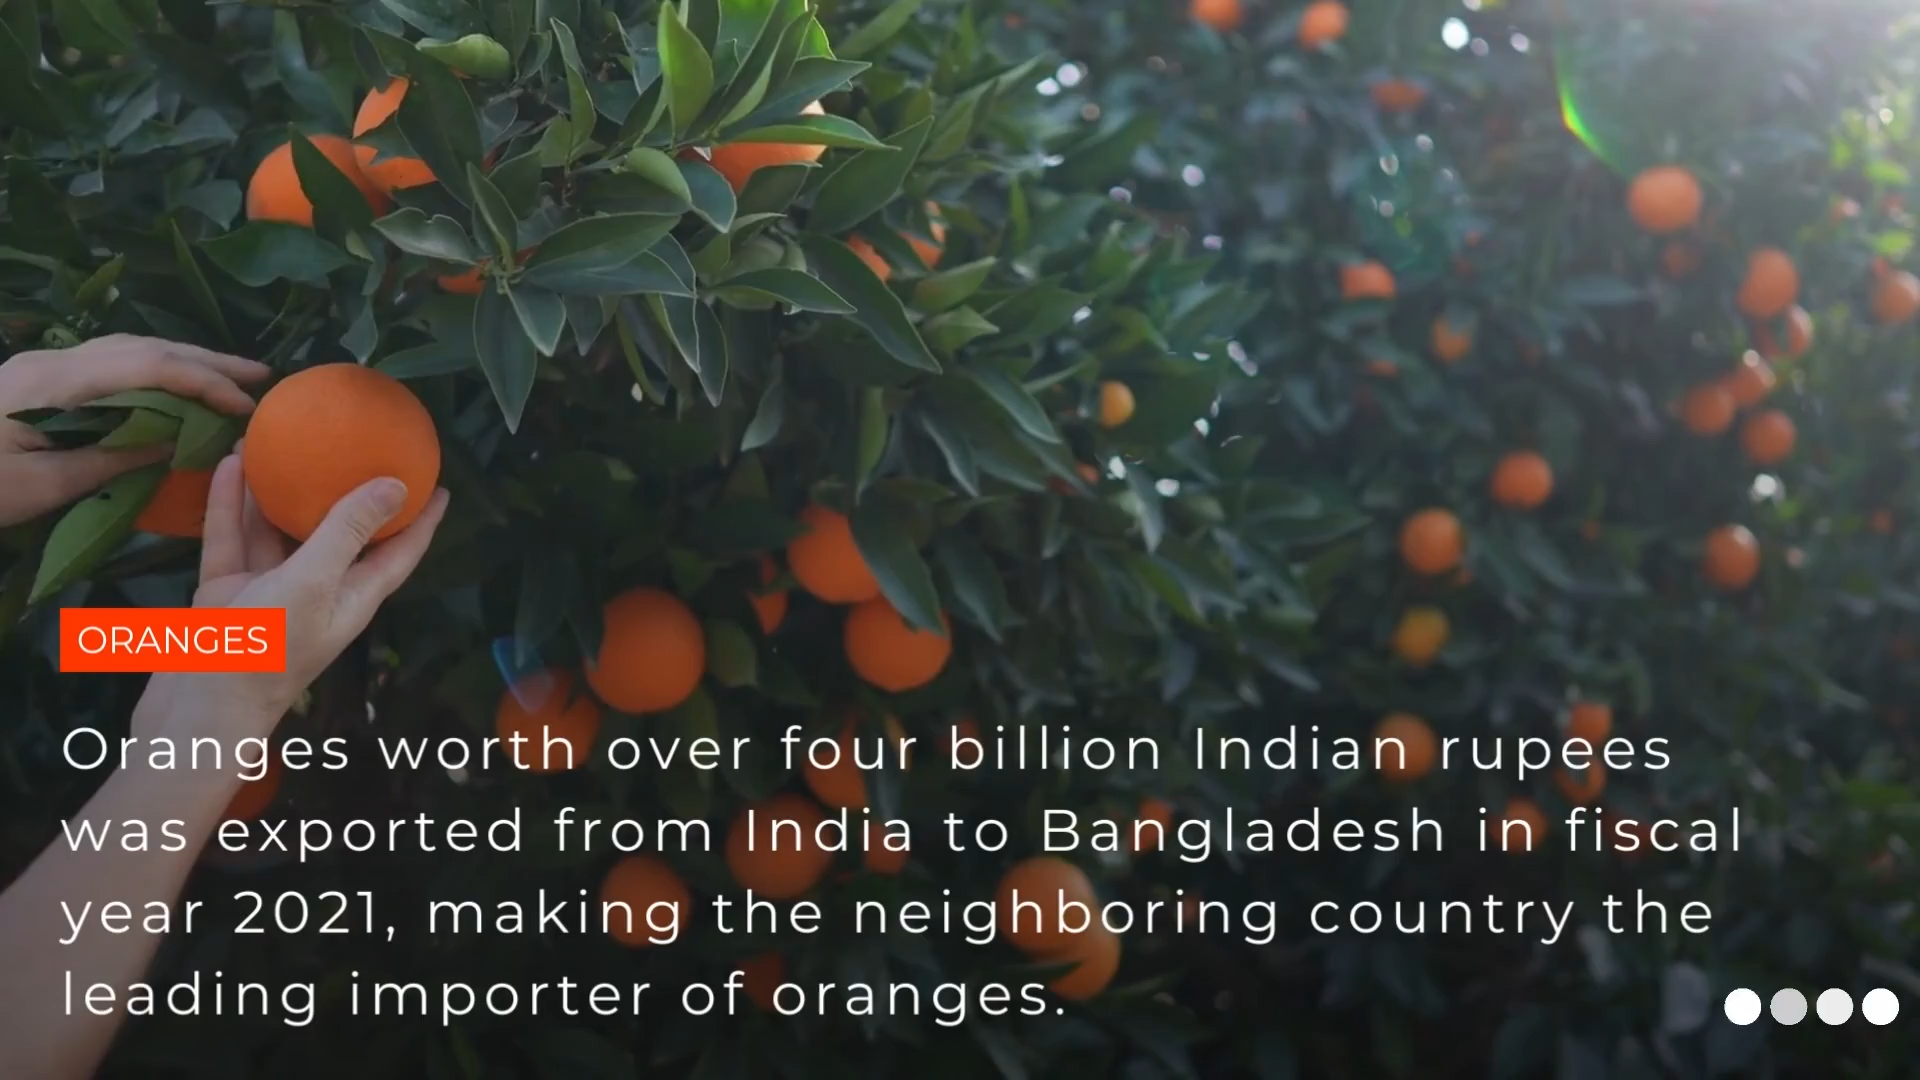 ORANGES
Oranges worth over four billion Indian rupees
was exported from India to Bangladesh in fiscal
year 2021, making the neighboring country the
leading importer of oranges.